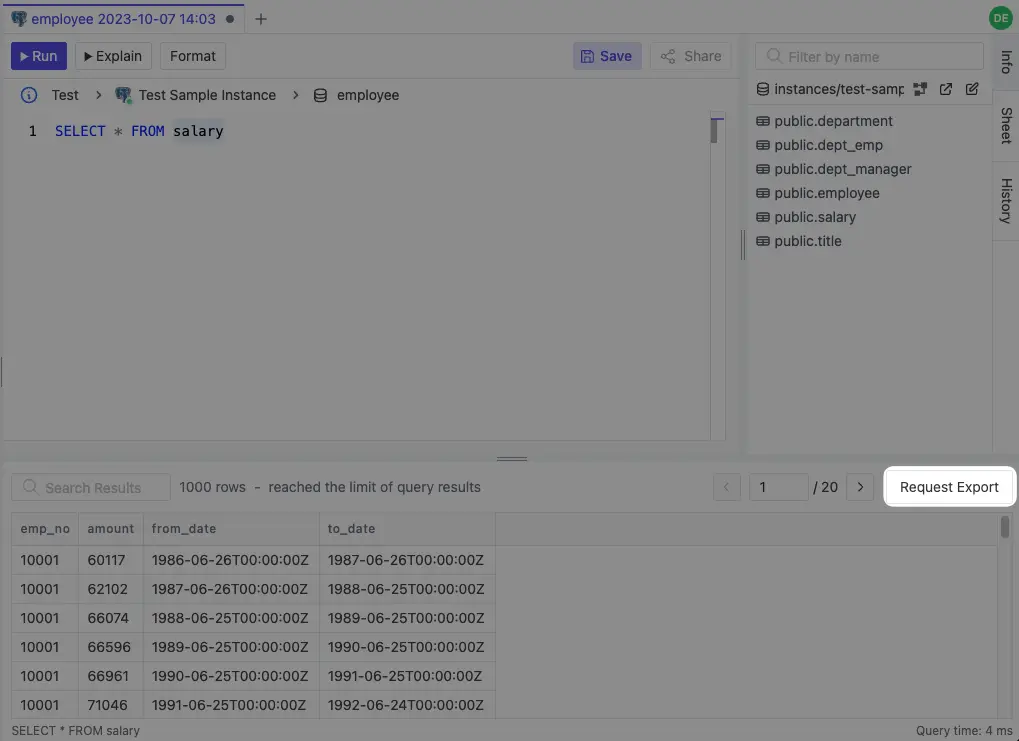 employee 2023-10-07 14:03
DE
Run Explain Format Save Share
Filter by name
Info
Test > Test Sample Instance > employee
instances/test-samp
1 SELECT * FROM salary
Sheet
History
public.department
public.dept_emp
public.dept_manager
public.employee
public.salary
public.title
Search Results 1000 rows - reached the limit of query results 1 / 20 Request Export
emp_no amount from_date to_date
10001 60117 1986-06-26T00:00:00Z 1987-06-26T00:00:00Z
10001 62102 1987-06-26T00:00:00Z 1988-06-25T00:00:00Z
10001 66074 1988-06-25T00:00:00Z 1989-06-25T00:00:00Z
10001 66596 1989-06-25T00:00:00Z 1990-06-25T00:00:00Z
10001 66961 1990-06-25T00:00:00Z 1991-06-25T00:00:00Z
10001 71046 1991-06-25T00:00:00Z 1992-06-24T00:00:00Z
SELECT * FROM salary Query time: 4 ms